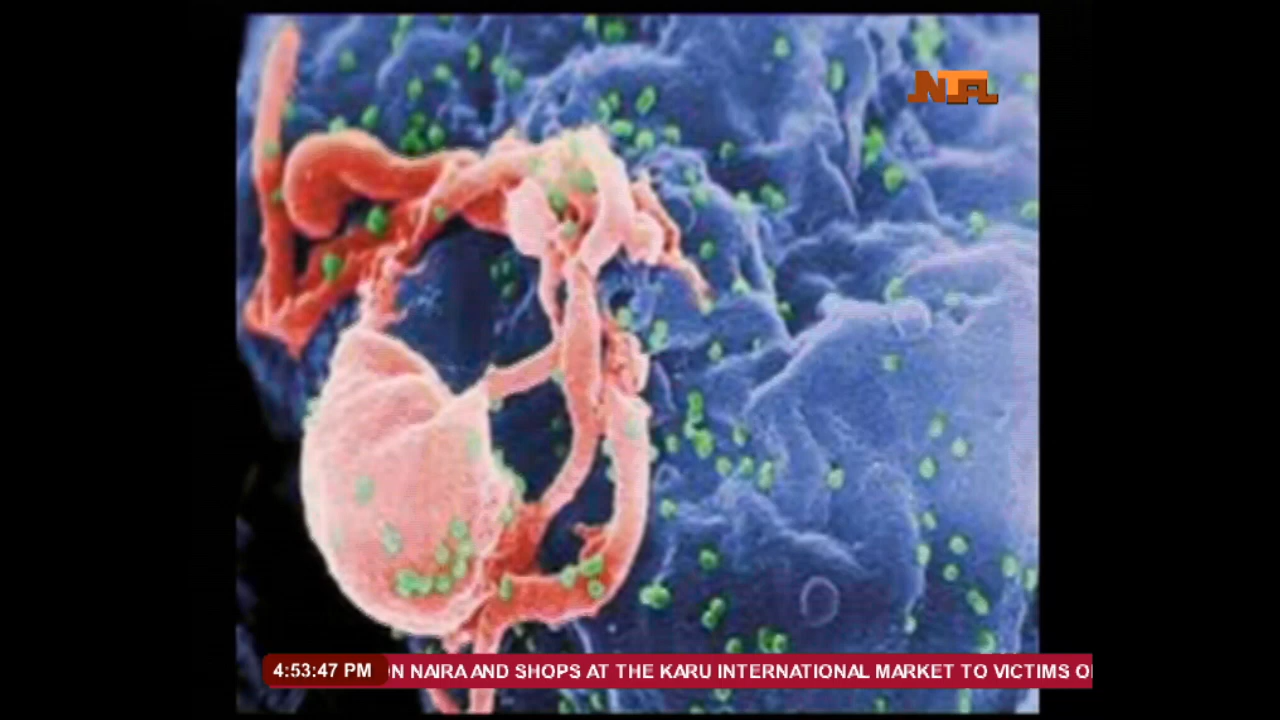 NTA
4:53:47 PM
N NAIRA AND SHOPS AT THE KARU INTERNATIONAL MARKET TO VICTIMS O